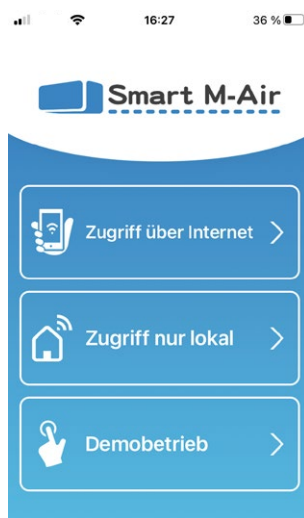 16:27
36 %
Smart M-Air
Zugriff über Internet
Zugriff nur lokal
Demobetrieb